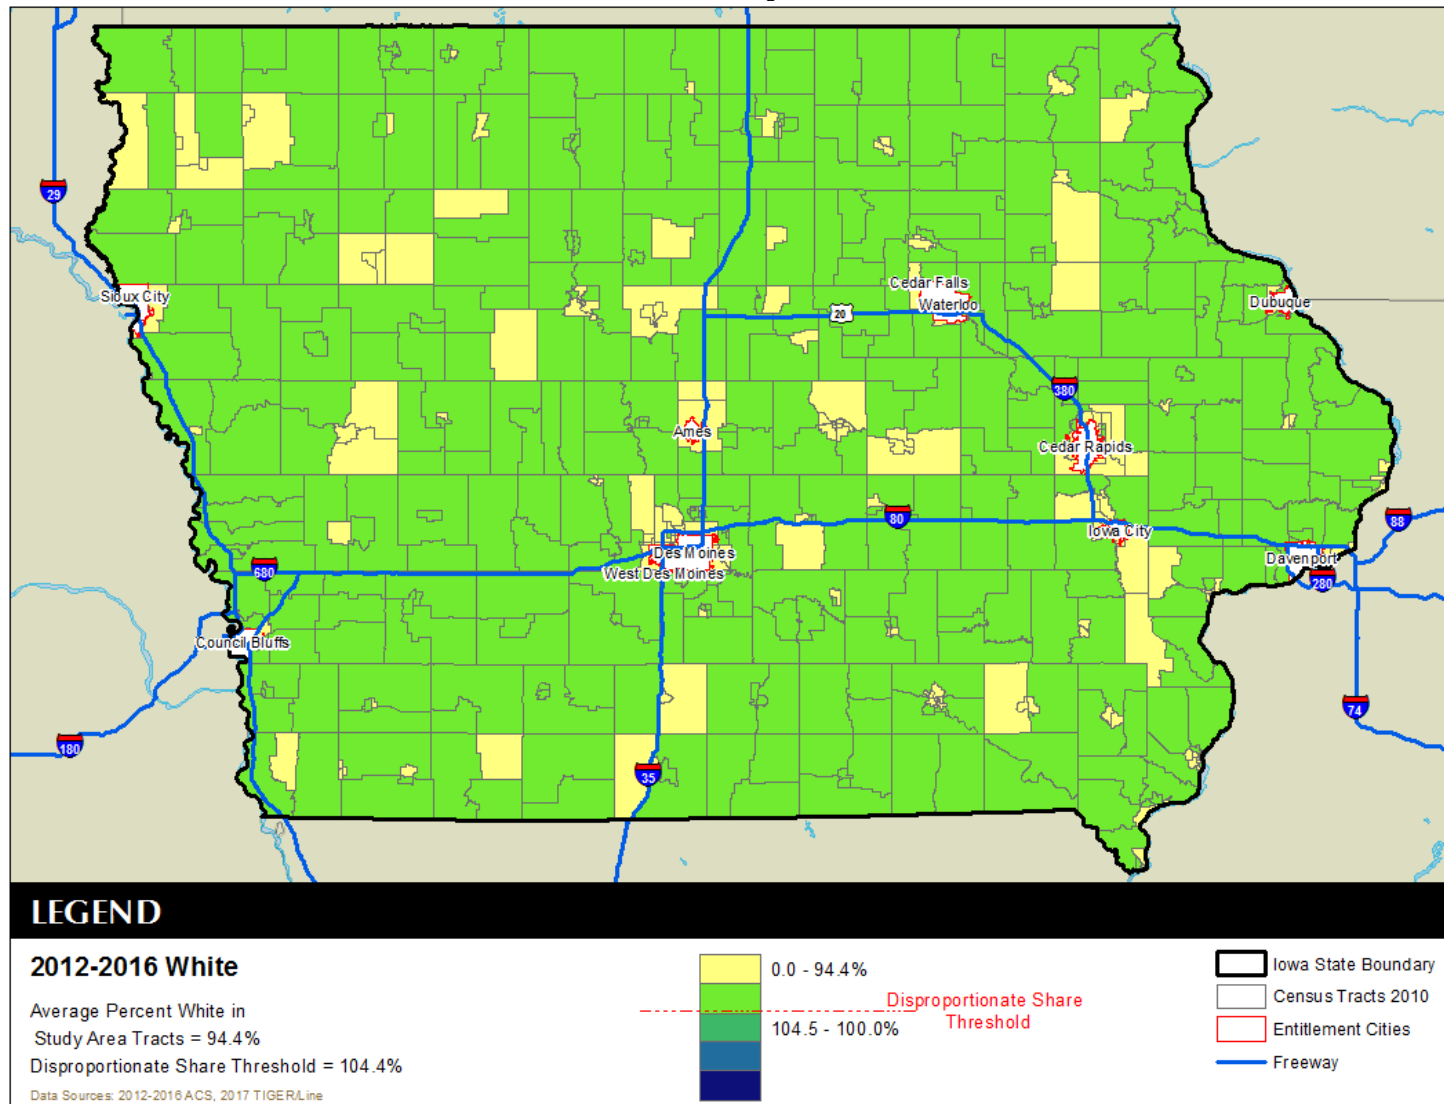 29
Sioux City
Cedar Falls
Waterloo
20
Dubuque
380
Ames
Cedar Rapids
80
88
Iowa City
Des Moines
Davenport
West Des Moines
680
280
Council Bluffs
74
180
35
LEGEND
2012-2016 White
Average Percent White in
Study Area Tracts = 94.4%
Disproportionate Share Threshold = 104.4%
Data Sources: 2012-2016 ACS, 2017 TIGER/Line
0.0 - 94.4%
Disproportionate Share
Threshold
104.5 - 100.0%
Iowa State Boundary
Census Tracts 2010
Entitlement Cities
Freeway